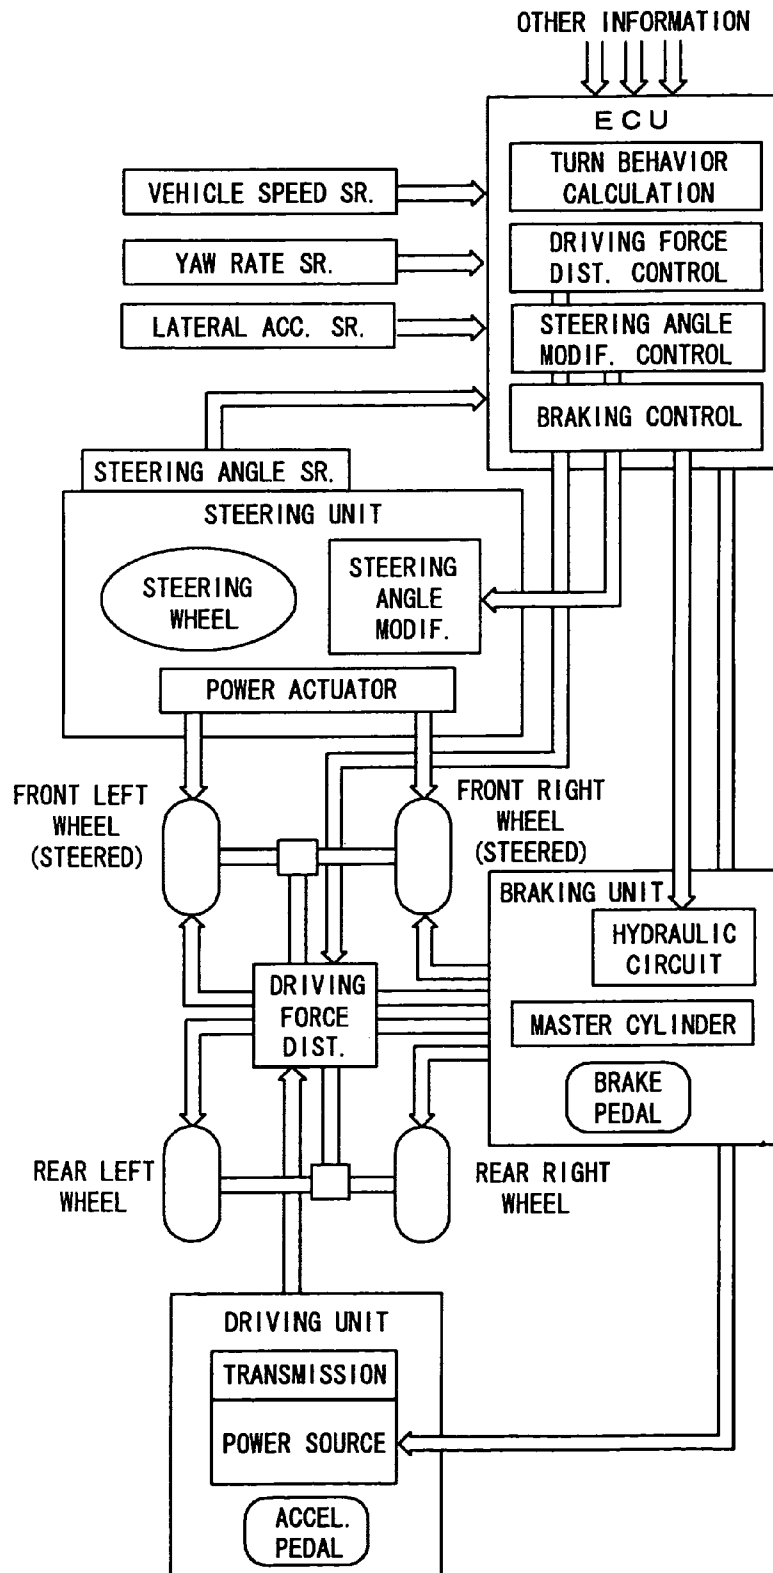 OTHER INFORMATION
ECU
TURN BEHAVIOR
CALCULATION
VEHICLE SPEED SR.
DRIVING FORCE
DIST. CONTROL
YAW RATE SR.
STEERING ANGLE
MODIF. CONTROL
LATERAL ACC. SR.
BRAKING CONTROL
STEERING ANGLE SR.
STEERING UNIT
STEERING
WHEEL
STEERING
ANGLE
MODIF.
POWER ACTUATOR
FRONT LEFT
WHEEL
(STEERED)
FRONT RIGHT
WHEEL
(STEERED)
BRAKING UNIT
HYDRAULIC
CIRCUIT
DRIVING
FORCE
DIST.
MASTER CYLINDER
BRAKE
PEDAL
REAR LEFT
WHEEL
REAR RIGHT
WHEEL
DRIVING UNIT
TRANSMISSION
POWER SOURCE
ACCEL.
PEDAL